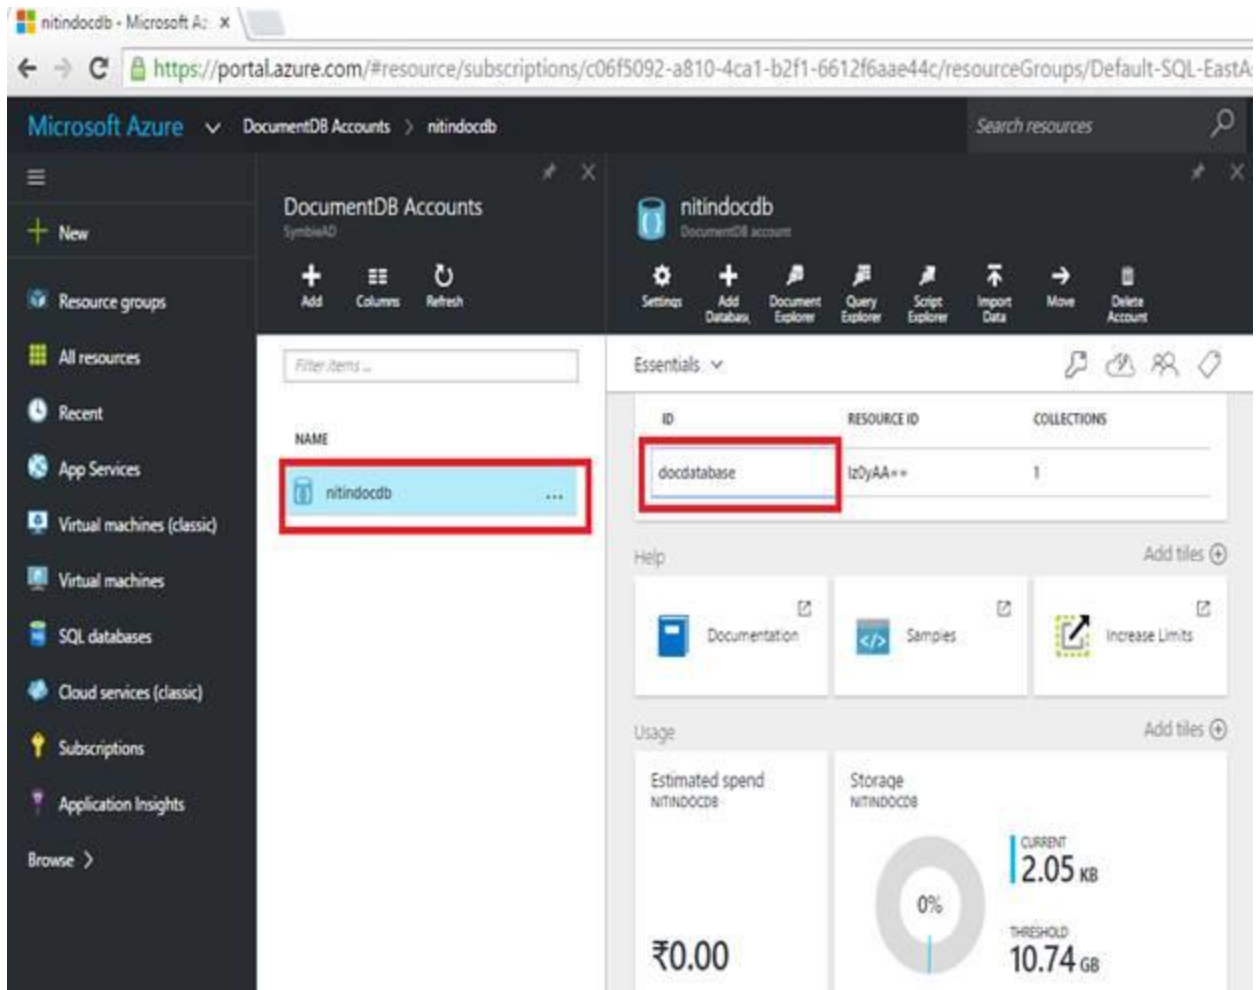 nitindocdb - Microsoft Az
https://portal.azure.com/#resource/subscriptions/c06f5092-a810-4ca1-b2f1-6612f6aae44c/resourceGroups/Default-SQL-EastA
Microsoft Azure DocumentDB Accounts > nitindocdb
Search resources
New
Resource groups
All resources
Recent
App Services
Virtual machines (classic)
Virtual machines
SQL databases
Cloud services (classic)
Subscriptions
Application Insights
Browse >
DocumentDB Accounts
SymbioAD
Add Columns Refresh
Filter items ...
NAME
nitindocdb ...
nitindocdb
DocumentDB account
Settings Add Document Query Script Import Move Delete
Databas Explorer Explorer Explorer Data Account
Essentials
ID RESOURCE ID COLLECTIONS
docdatabase Iz0yAA== 1
Help Add tiles
Documentation Samples Increase Limits
Usage Add tiles
Estimated spend
NITINDOCDB
₹0.00
Storage
NITINDOCDB
0%
CURRENT
2.05 KB
THRESHOLD
10.74 GB